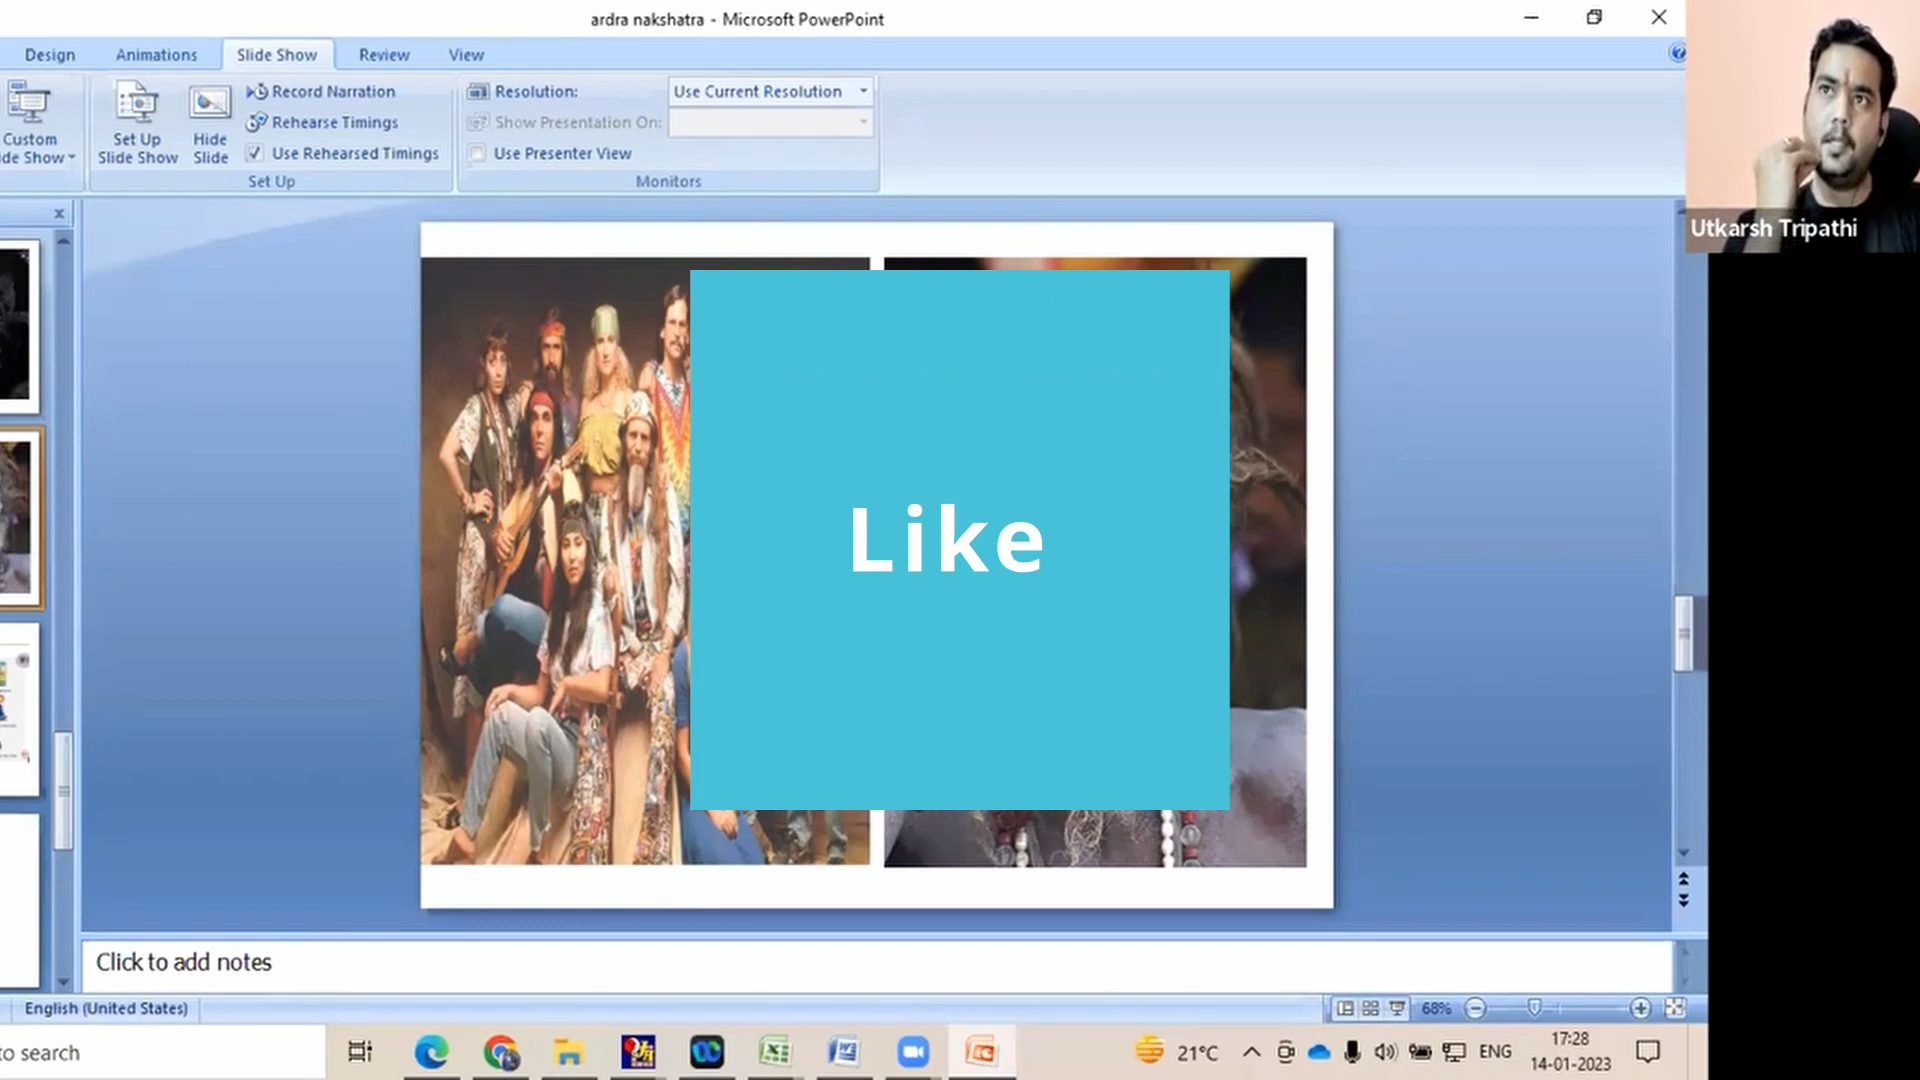 ardra nakshatra - Microsoft PowerPoint
Design Animations Slide Show Review View
Custom
de Show
Set Up
Slide Show
Hide
Slide
Record Narration
Rehearse Timings
Use Rehearsed Timings
Set Up
Resolution: Use Current Resolution
Show Presentation On:
Use Presenter View
Monitors
Utkarsh Tripathi
Like
Click to add notes
English (United States)
68%
to search
21°C
ENG
17:28
14-01-2023